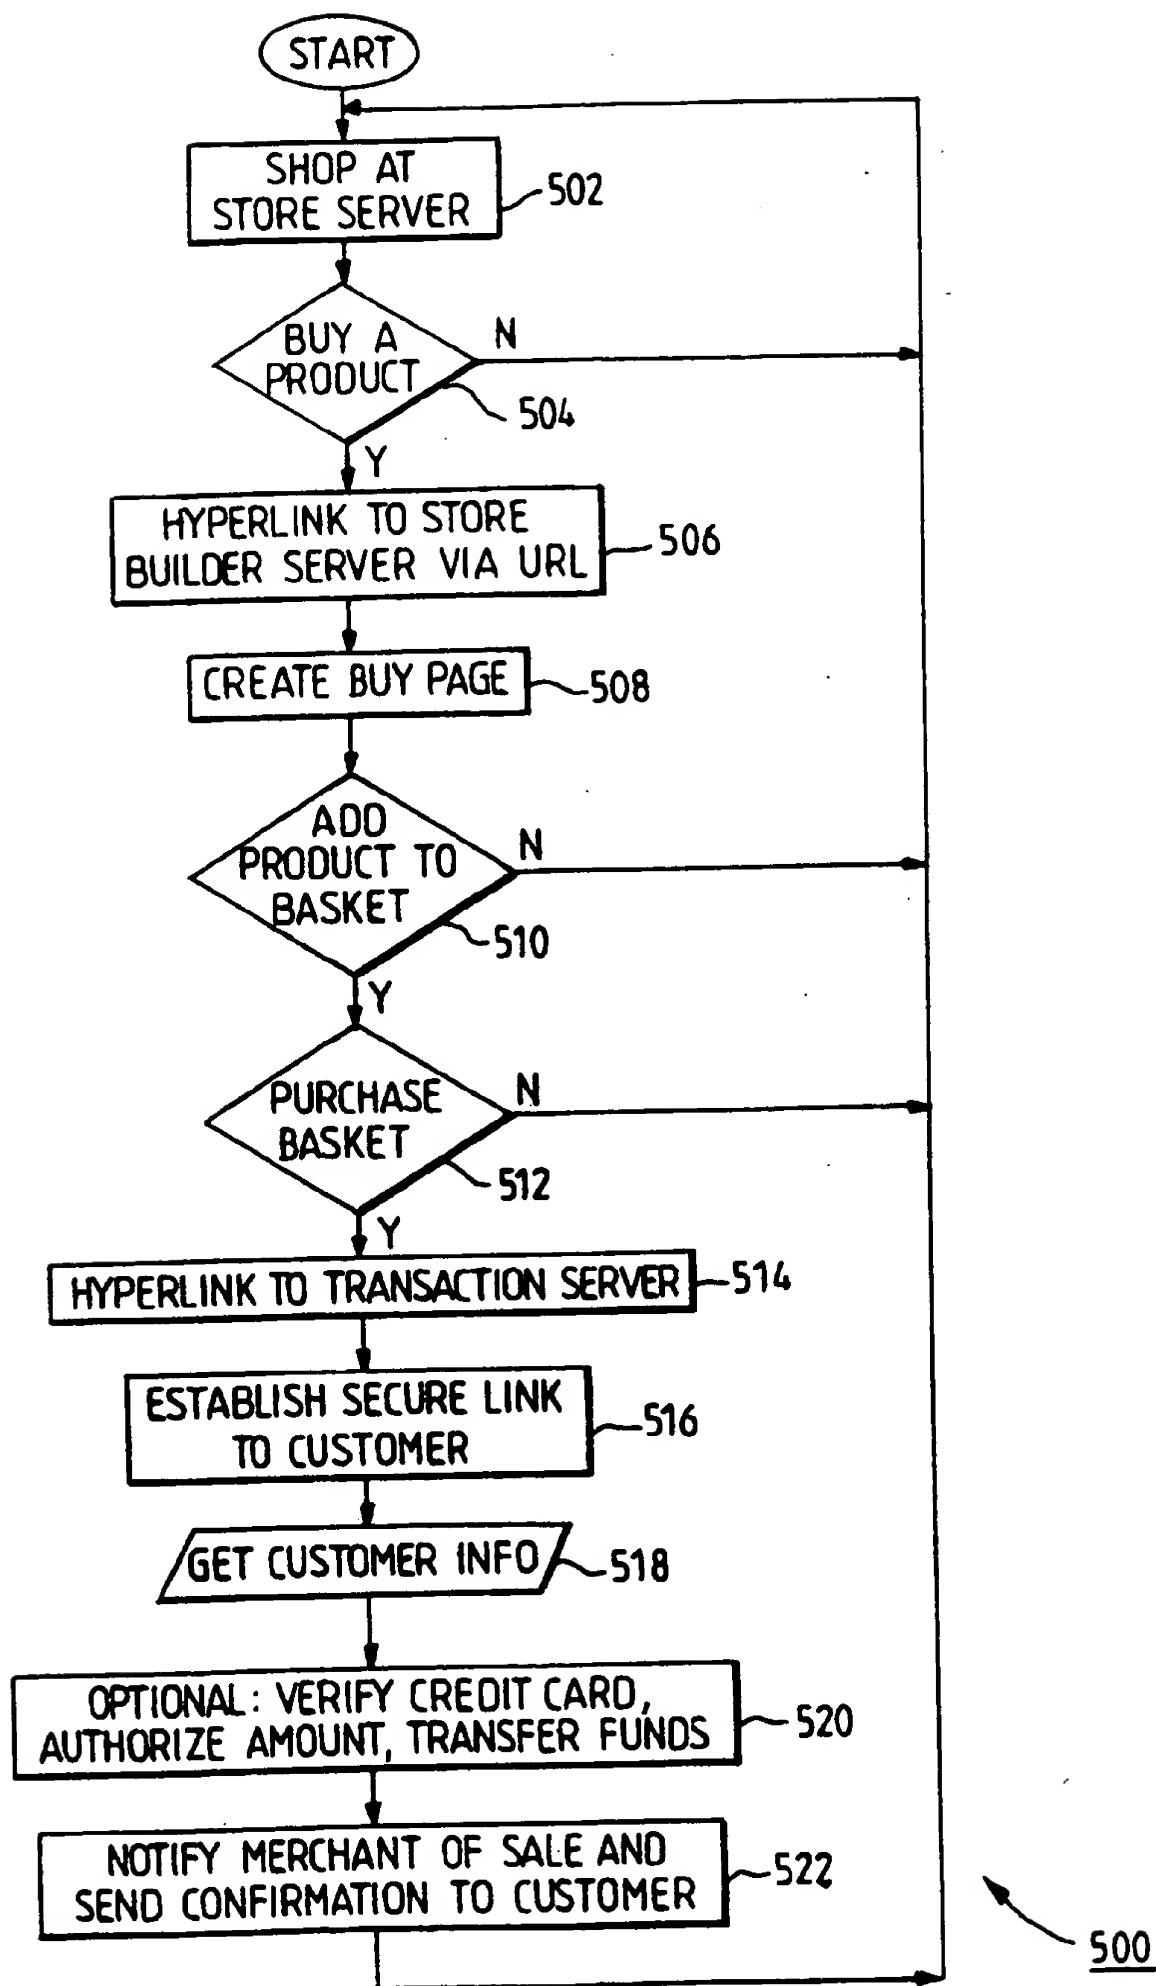 START
SHOP AT
STORE SERVER
502
BUY A
PRODUCT
N
504
Y
HYPERLINK TO STORE
BUILDER SERVER VIA URL
506
CREATE BUY PAGE
508
ADD
PRODUCT TO
BASKET
N
510
Y
PURCHASE
BASKET
N
512
Y
HYPERLINK TO TRANSACTION SERVER
514
ESTABLISH SECURE LINK
TO CUSTOMER
516
GET CUSTOMER INFO
518
OPTIONAL: VERIFY CREDIT CARD,
AUTHORIZE AMOUNT, TRANSFER FUNDS
520
NOTIFY MERCHANT OF SALE AND
SEND CONFIRMATION TO CUSTOMER
522
500